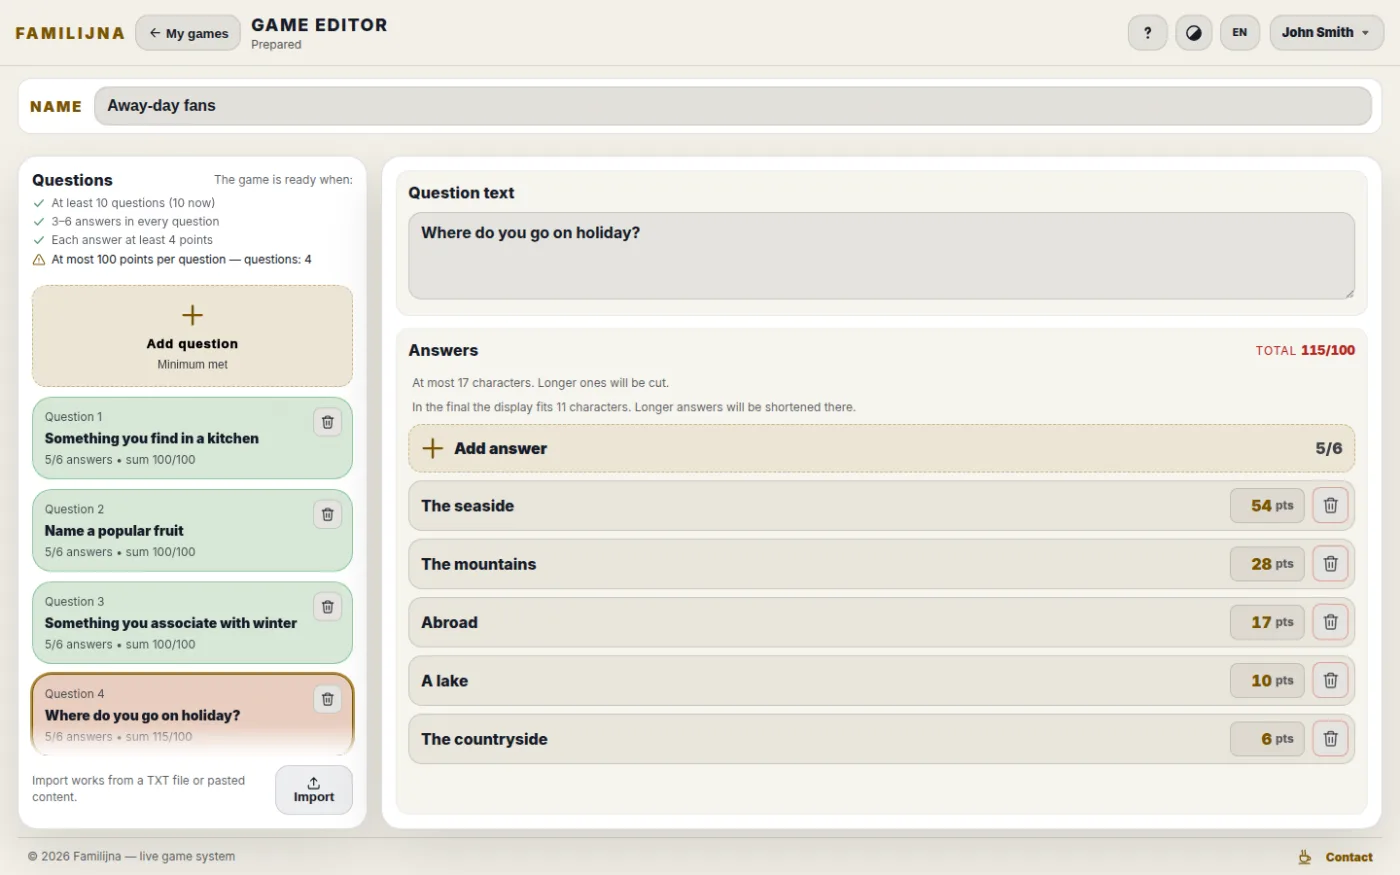 FAMILIJNA
← My games
GAME EDITOR
Prepared
?
EN
John Smith
NAME
Away-day fans
Questions
The game is ready when:
At least 10 questions (10 now)
3–6 answers in every question
Each answer at least 4 points
At most 100 points per question — questions: 4
Add question
Minimum met
Question 1
Something you find in a kitchen
5/6 answers • sum 100/100
Question 2
Name a popular fruit
5/6 answers • sum 100/100
Question 3
Something you associate with winter
5/6 answers • sum 100/100
Question 4
Where do you go on holiday?
5/6 answers • sum 115/100
Import works from a TXT file or pasted
content.
Import
Question text
Where do you go on holiday?
Answers
TOTAL 115/100
At most 17 characters. Longer ones will be cut.
In the final the display fits 11 characters. Longer answers will be shortened there.
Add answer
5/6
The seaside
54 pts
The mountains
28 pts
Abroad
17 pts
A lake
10 pts
The countryside
6 pts
© 2026 Familijna — live game system
Contact